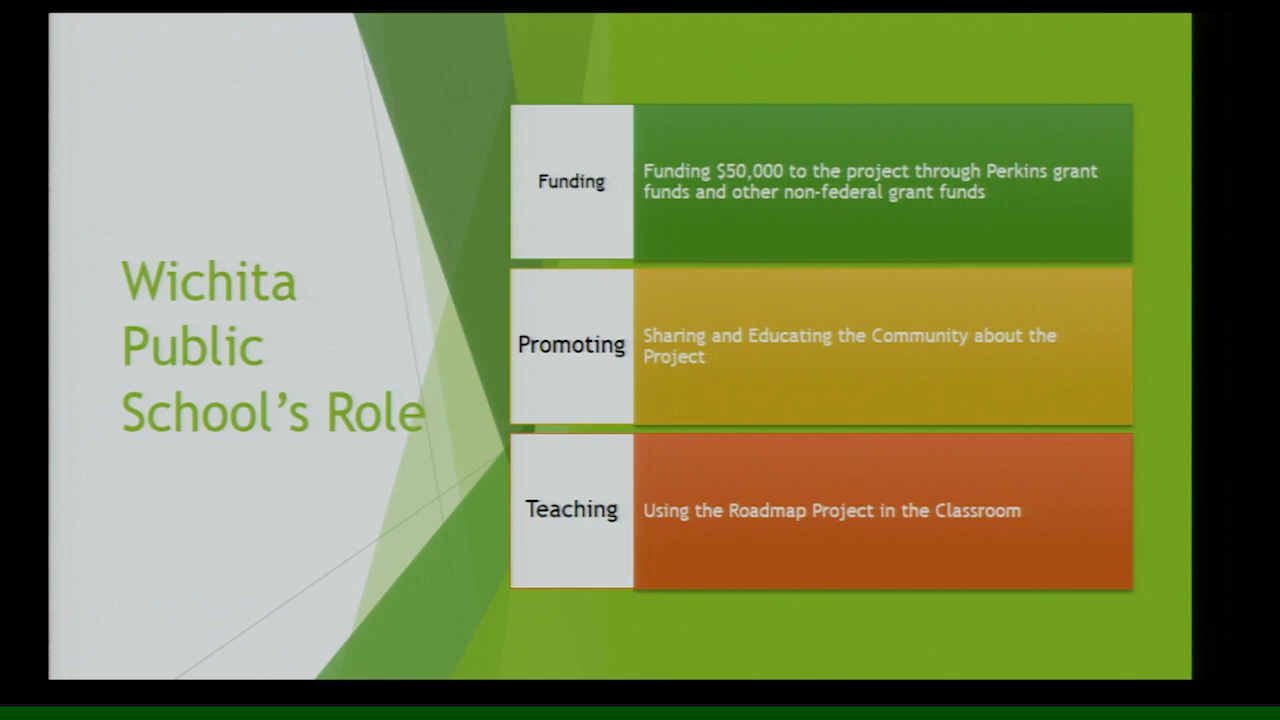 Wichita
Public
School's Role
Funding
Funding $50,000 to the project through Perkins grant
funds and other non-federal grant funds
Promoting
Sharing and Educating the Community about the
Project
Teaching
Using the Roadmap Project in the Classroom